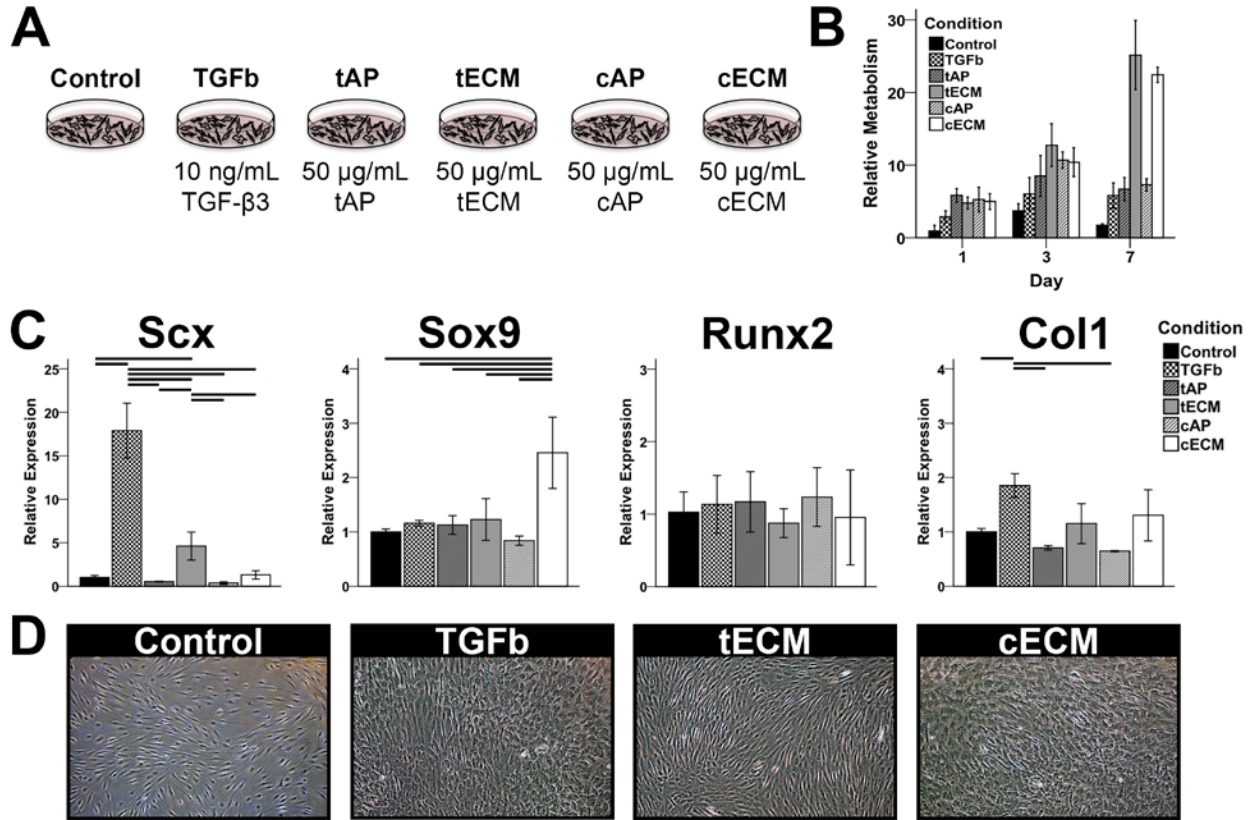 A
Control TGFb tAP tECM cAP cECM
10 ng/mL 50 µg/mL 50 µg/mL 50 µg/mL 50 µg/mL
TGF-β3 tAP tECM cAP cECM
B
Relative Metabolism
30
20
10
0
1 3 7
Day
Condition
Control
TGFb
tAP
tECM
cAP
cECM
C
Scx
Relative Expression
25
20
15
10
5
0
Sox9
Relative Expression
4
3
2
1
0
Runx2
Relative Expression
3
2
1
0
Col1
Relative Expression
4
3
2
1
0
Condition
Control
TGFb
tAP
tECM
cAP
cECM
D
Control TGFb tECM cECM